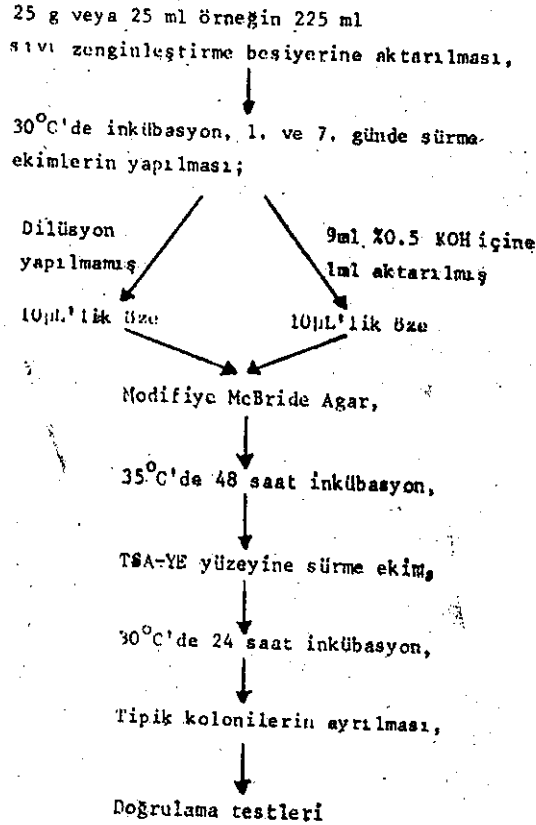 25 g veya 25 ml örneğin 225 ml
sıvı zenginleştirme besiyerine aktarılması,
30°C'de inkübasyon, 1. ve 7. günde sürme
ekimlerin yapılması;
Dilüsyon
yapılmamış
9ml %0.5 KOH içine
1ml aktarılmış
10µL'lik öze
10µL'lik öze
Modifiye McBride Agar,
35°C'de 48 saat inkübasyon,
TSA-YE yüzeyine sürme ekim,
30°C'de 24 saat inkübasyon,
Tipik kolonilerin ayrılması,
Doğrulama testleri